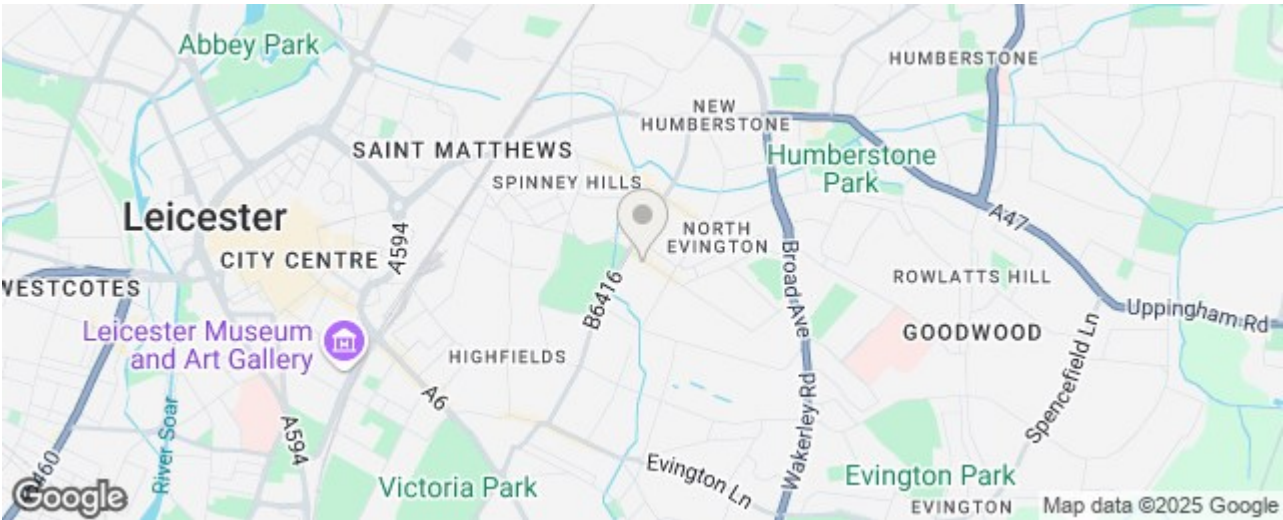 Abbey Park
HUMBERSTONE
NEW
HUMBERSTONE
SAINT MATTHEWS
Humberstone
Park
SPINNEY HILLS
Leicester
A594
NORTH
EVINGTON
A47
CITY CENTRE
Broad Ave
WESTCOTES
B6416
ROWLATTS HILL
Uppingham Rd
Leicester Museum
and Art Gallery
GOODWOOD
HIGHFIELDS
Spencefield Ln
A6
Wakerley Rd
A594
River Soar
A460
Evington Ln
Evington Park
Victoria Park
EVINGTON
Google
Map data ©2025 Google